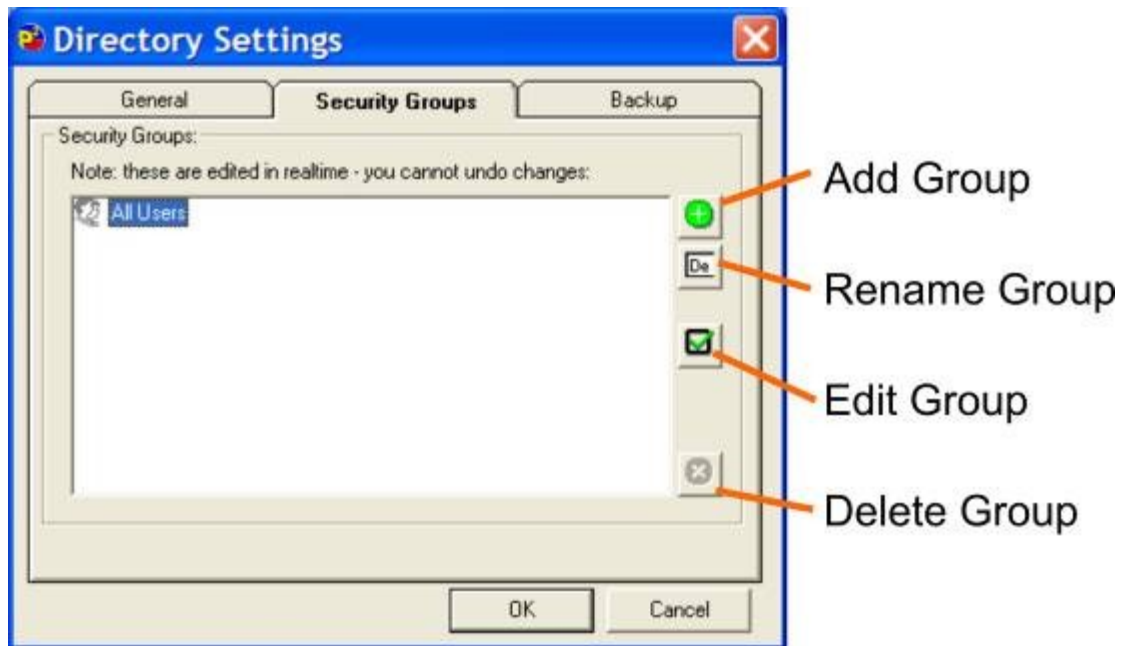 Directory Settings
General
Security Groups
Backup
Security Groups:
Note: these are edited in realtime - you cannot undo changes:
All Users
De
Add Group
Rename Group
Edit Group
Delete Group
OK
Cancel